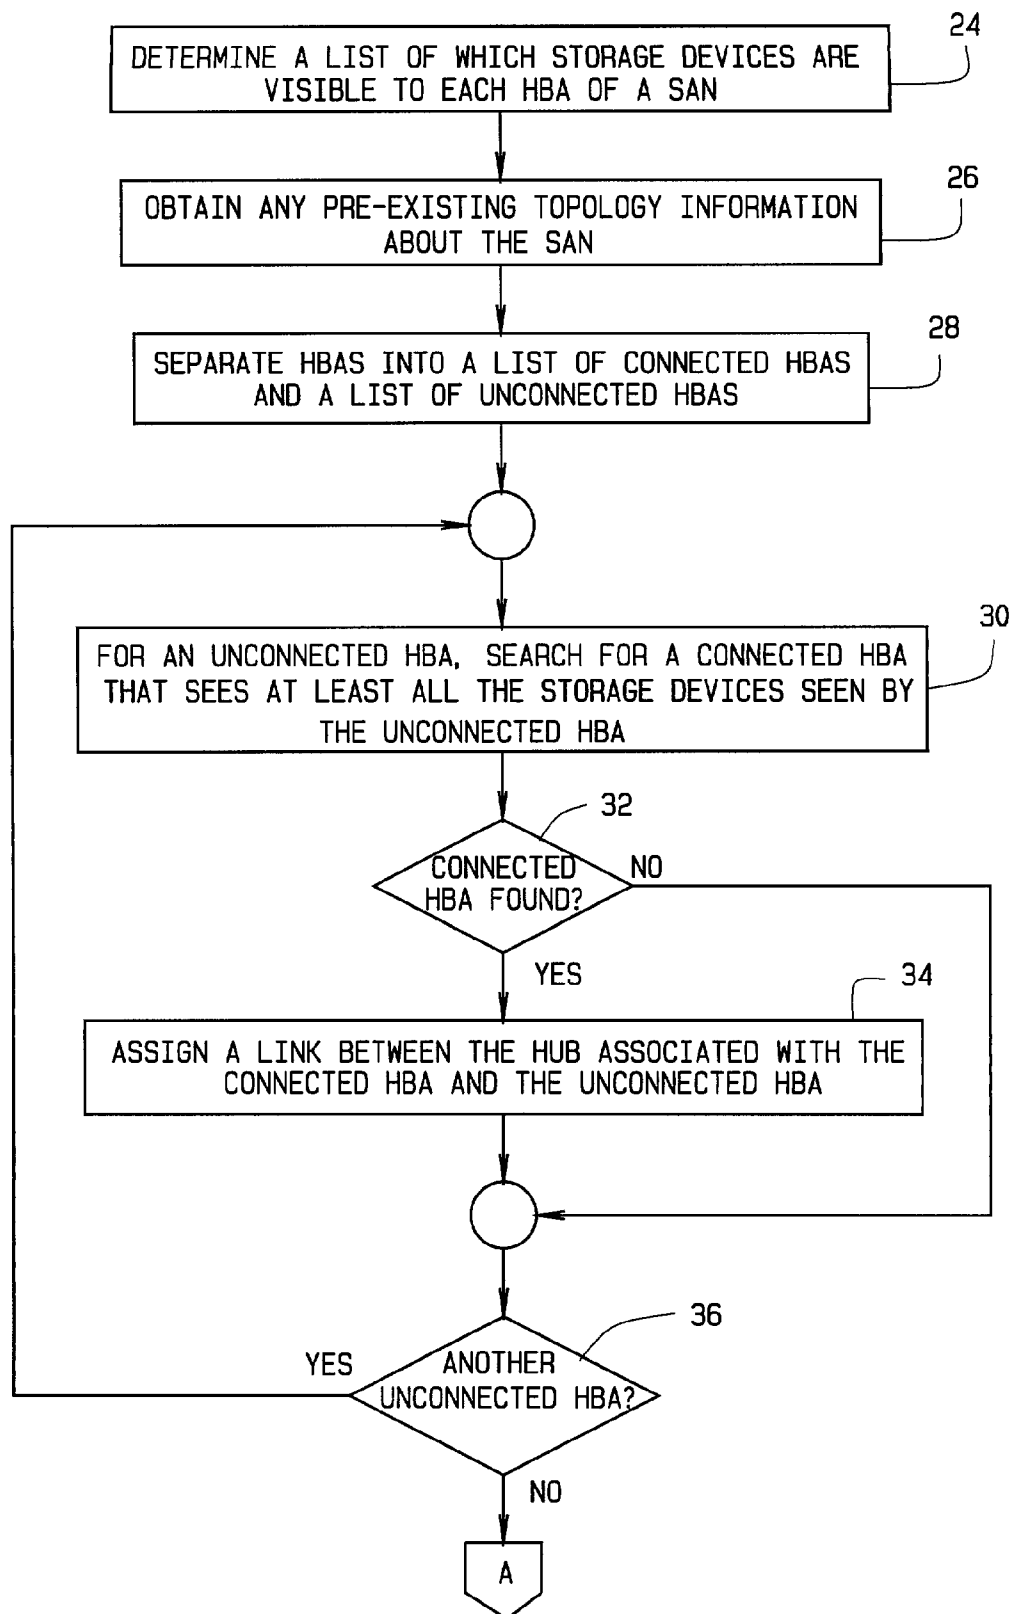 24
DETERMINE A LIST OF WHICH STORAGE DEVICES ARE
VISIBLE TO EACH HBA OF A SAN
26
OBTAIN ANY PRE-EXISTING TOPOLOGY INFORMATION
ABOUT THE SAN
28
SEPARATE HBAS INTO A LIST OF CONNECTED HBAS
AND A LIST OF UNCONNECTED HBAS
30
FOR AN UNCONNECTED HBA, SEARCH FOR A CONNECTED HBA
THAT SEES AT LEAST ALL THE STORAGE DEVICES SEEN BY
THE UNCONNECTED HBA
32
CONNECTED
HBA FOUND?
NO
YES
34
ASSIGN A LINK BETWEEN THE HUB ASSOCIATED WITH THE
CONNECTED HBA AND THE UNCONNECTED HBA
36
YES
ANOTHER
UNCONNECTED HBA?
NO
A